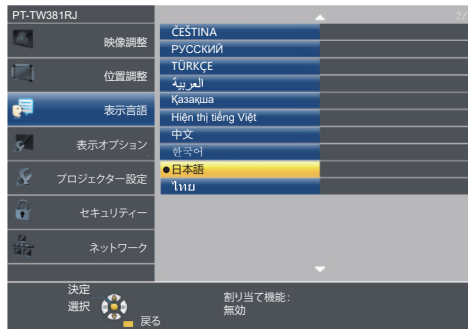 PT-TW381RJ
2/
映像調整
位置調整
表示言語
表示オプション
プロジェクター設定
セキュリティー
ネットワーク
ČEŠTINA
РУССКИЙ
TÜRKÇE
العربية
Қазақша
Hiện thị tiếng Việt
中文
한국어
●日本語
ไทย
決定
選択
戻る
割り当て機能:
無効